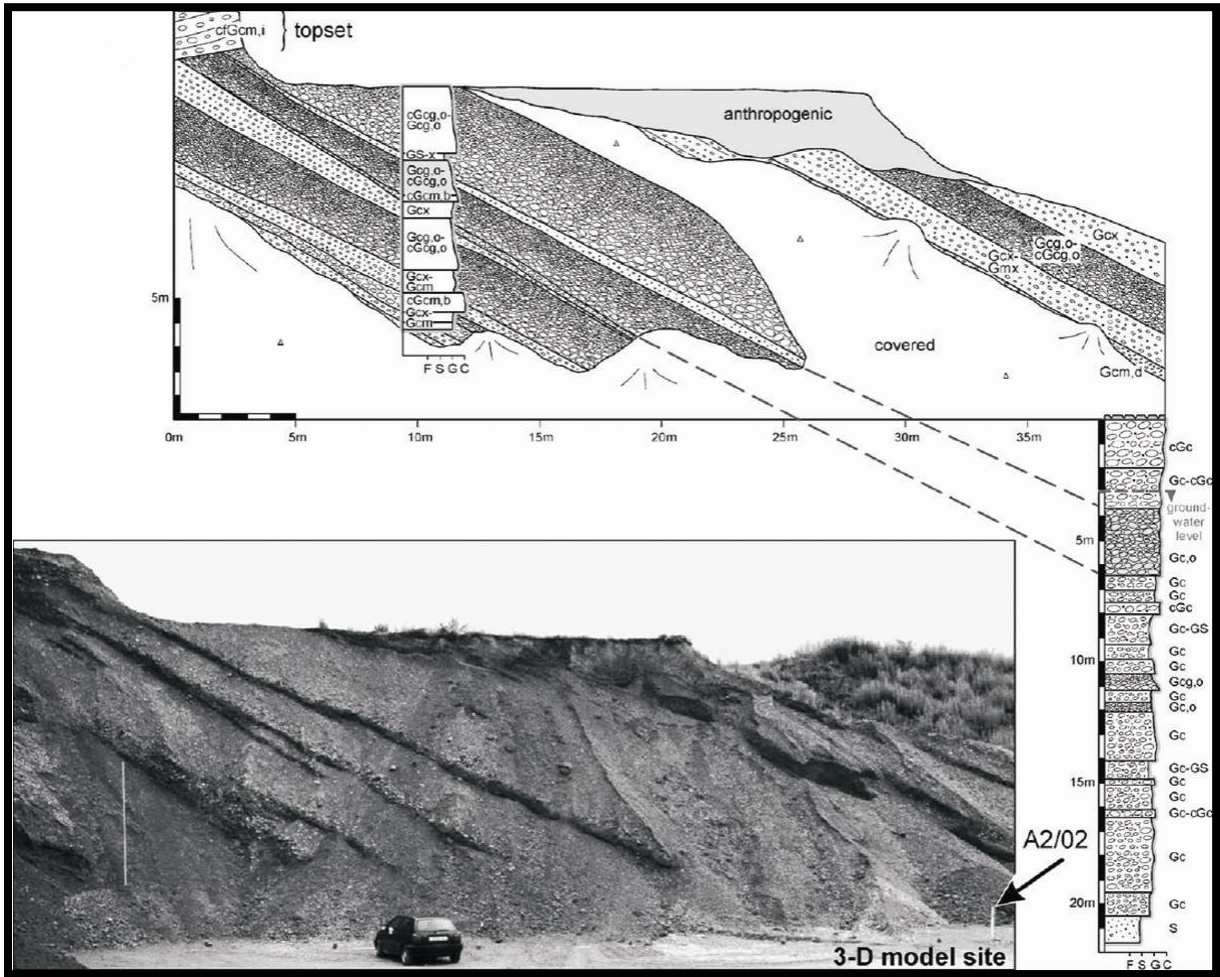 cfGcm,i } topset
anthropogenic
cGcg,o-
Gcg,o
GS-x
Gcg,o-
cGcg,o
cGcm,b
Gcx
Gcg,o-
cGcg,o
Gcx-
Gcm
cGcm,b
Gcx-
Gcm
F S G C
Gcx
Gcg,o-
cGcg,o
Gcx-
Gmx
Gcm,d
covered
5m
0m 5m 10m 15m 20m 25m 30m 35m
cGc
Gc-cGc
ground-
water
level
5m
Gc,o
Gc
Gc
cGc
Gc-GS
Gc
10m
Gc
Gcg,o
Gc
Gc,o
Gc
Gc-GS
15m
Gc
Gc
Gc-cGc
Gc
20m
Gc
S
F S G C
A2/02
3-D model site